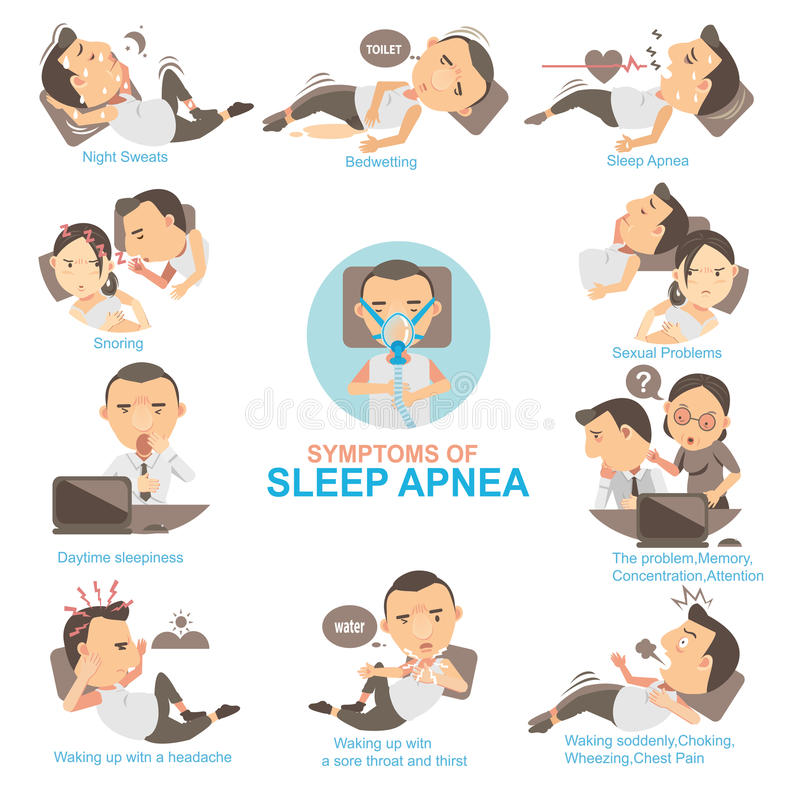 TOILET
Night Sweats
Bedwetting
Sleep Apnea
z z z z z
Snoring
Sexual Problems
?
dreamstime
SYMPTOMS OF
SLEEP APNEA
Daytime sleepiness
The problem,Memory,
Concentration,Attention
water
Waking up witn a headache
Waking up witn
a sore throat and thirst
Waking soddenly,Choking,
Wheezing,Chest Pain